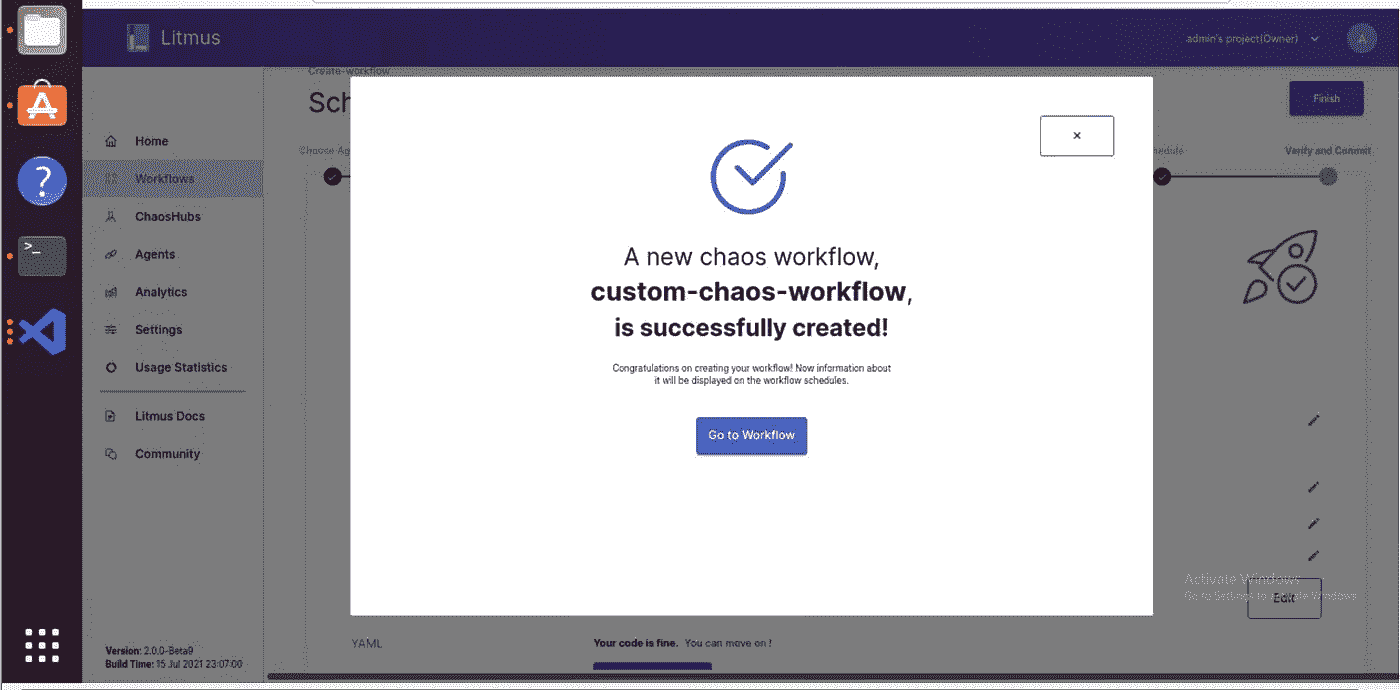 Litmus
admin's project(Owner)
A
Create-workflow
Sch
Finish
Choose Ag
hedule
Verify and Commit
Home
Workflows
ChaosHubs
Agents
Analytics
Settings
Usage Statistics
Litmus Docs
Community
×
A new chaos workflow,
custom-chaos-workflow,
is successfully created!
Congratulations on creating your workflow! Now information about
it will be displayed on the workflow schedules.
Go to Workflow
Activate Windows
Go to Settings to activate Windows.
Edit
YAML
Your code is fine. You can move on !
Version: 2.0.0-Beta9
Build Time: 15 Jul 2021 23:07:00